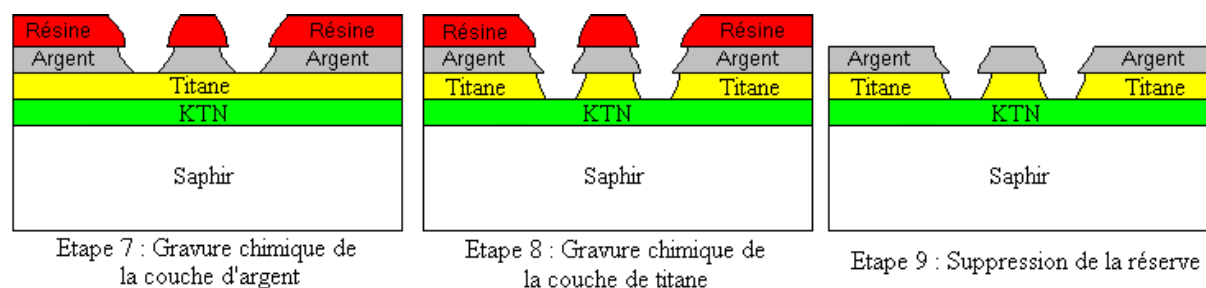 Résine Résine
Argent Argent
Titane
KTN
Saphir
Etape 7 : Gravure chimique de
la couche d'argent
Résine Résine
Argent Argent
Titane Titane
KTN
Saphir
Etape 8 : Gravure chimique de
la couche de titane
Argent Argent
Titane Titane
KTN
Saphir
Etape 9 : Suppression de la réserve